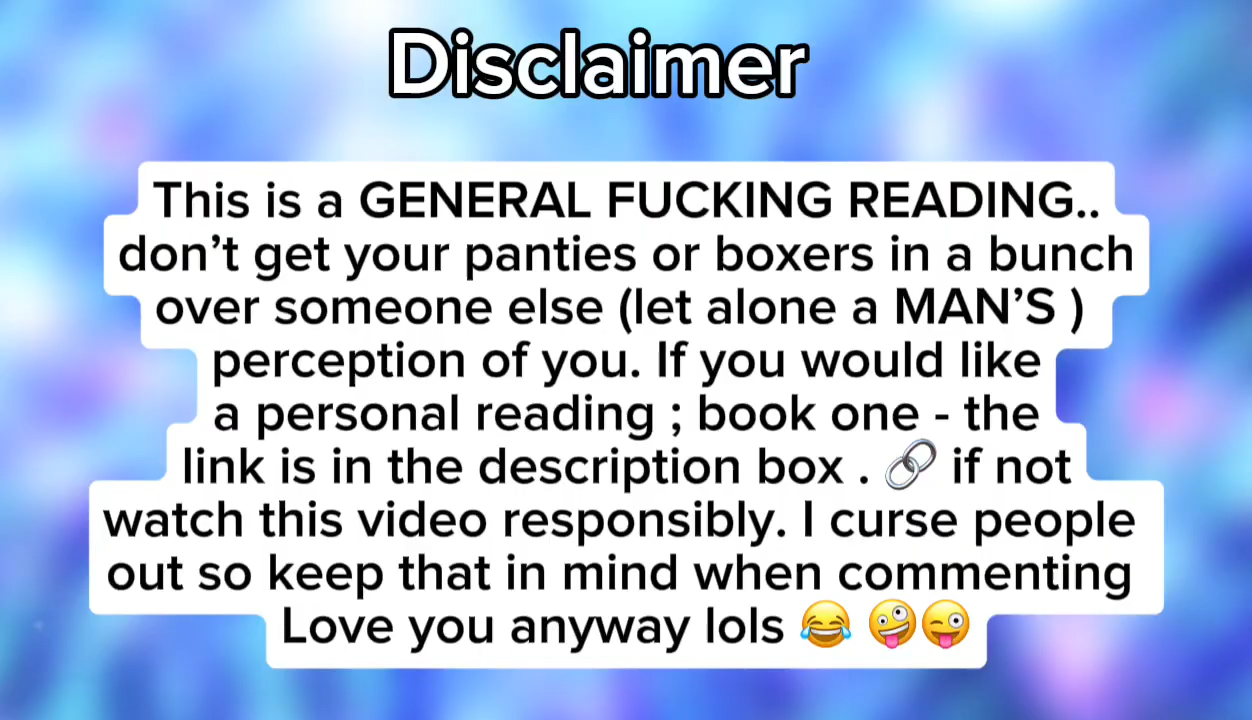 Disclaimer
This is a GENERAL FUCKING READING..
don’t get your panties or boxers in a bunch
over someone else (let alone a MAN’S )
perception of you. If you would like
a personal reading ; book one - the
link is in the description box . 🔗 if not
watch this video responsibly. I curse people
out so keep that in mind when commenting
Love you anyway lols 😂 🤪😜